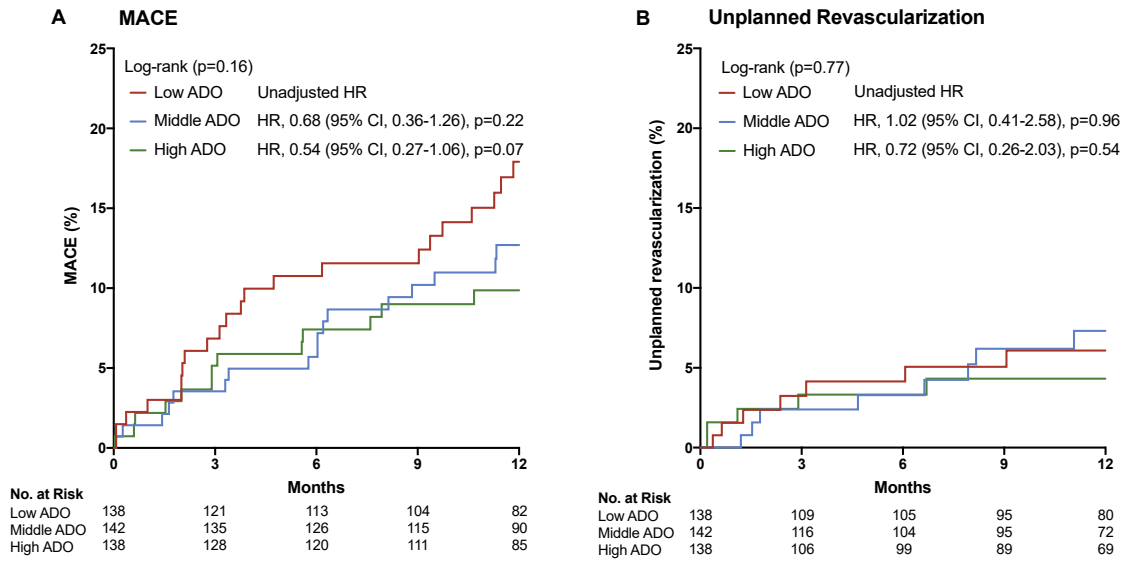 A MACE
25
20
15
10
5
0
MACE (%)
Log-rank (p=0.16)
Low ADO Unadjusted HR
Middle ADO HR, 0.68 (95% CI, 0.36-1.26), p=0.22
High ADO HR, 0.54 (95% CI, 0.27-1.06), p=0.07
0 3 6 9 12
Months
No. at Risk
Low ADO 138 121 113 104 82
Middle ADO 142 135 126 115 90
High ADO 138 128 120 111 85
B Unplanned Revascularization
25
20
15
10
5
0
Unplanned revascularization (%)
Log-rank (p=0.77)
Low ADO Unadjusted HR
Middle ADO HR, 1.02 (95% CI, 0.41-2.58), p=0.96
High ADO HR, 0.72 (95% CI, 0.26-2.03), p=0.54
0 3 6 9 12
Months
No. at Risk
Low ADO 138 109 105 95 80
Middle ADO 142 116 104 95 72
High ADO 138 106 99 89 69